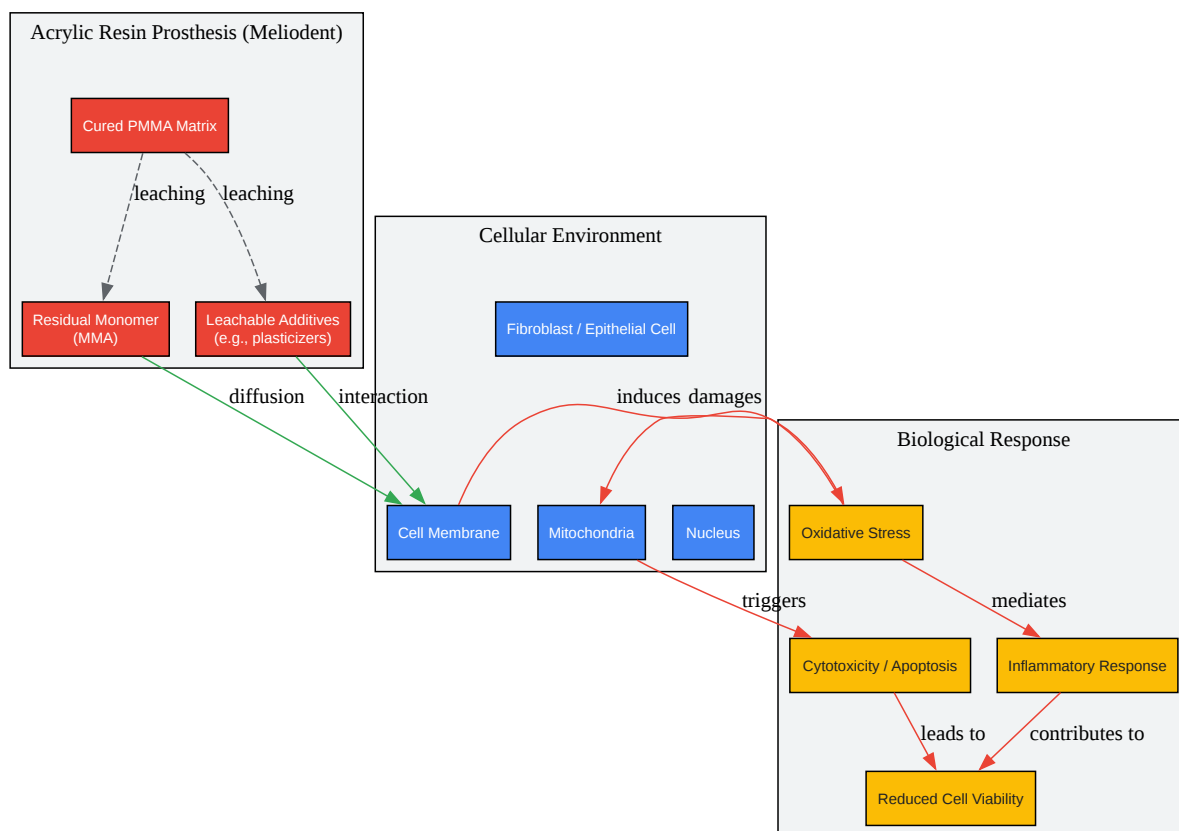 Acrylic Resin Prosthesis (Meliodent)
Cured PMMA Matrix
leaching
leaching
Residual Monomer
(MMA)
Leachable Additives
(e.g., plasticizers)
Cellular Environment
Fibroblast / Epithelial Cell
diffusion
interaction
induces
damages
Biological Response
Cell Membrane
Mitochondria
Nucleus
Oxidative Stress
triggers
mediates
Cytotoxicity / Apoptosis
Inflammatory Response
leads to
contributes to
Reduced Cell Viability